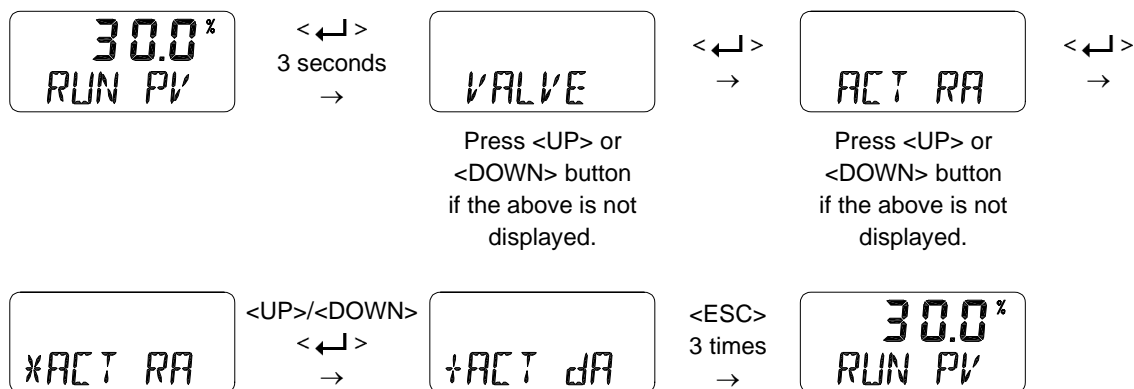 30.0%
RUN PV
<↵>
3 seconds
→
VALVE
Press <UP> or
<DOWN> button
if the above is not
displayed.
<↵>
→
ACT RA
Press <UP> or
<DOWN> button
if the above is not
displayed.
<↵>
→
*ACT RA
<UP>/<DOWN>
<↵>
→
+ACT dA
<ESC>
3 times
→
30.0%
RUN PV